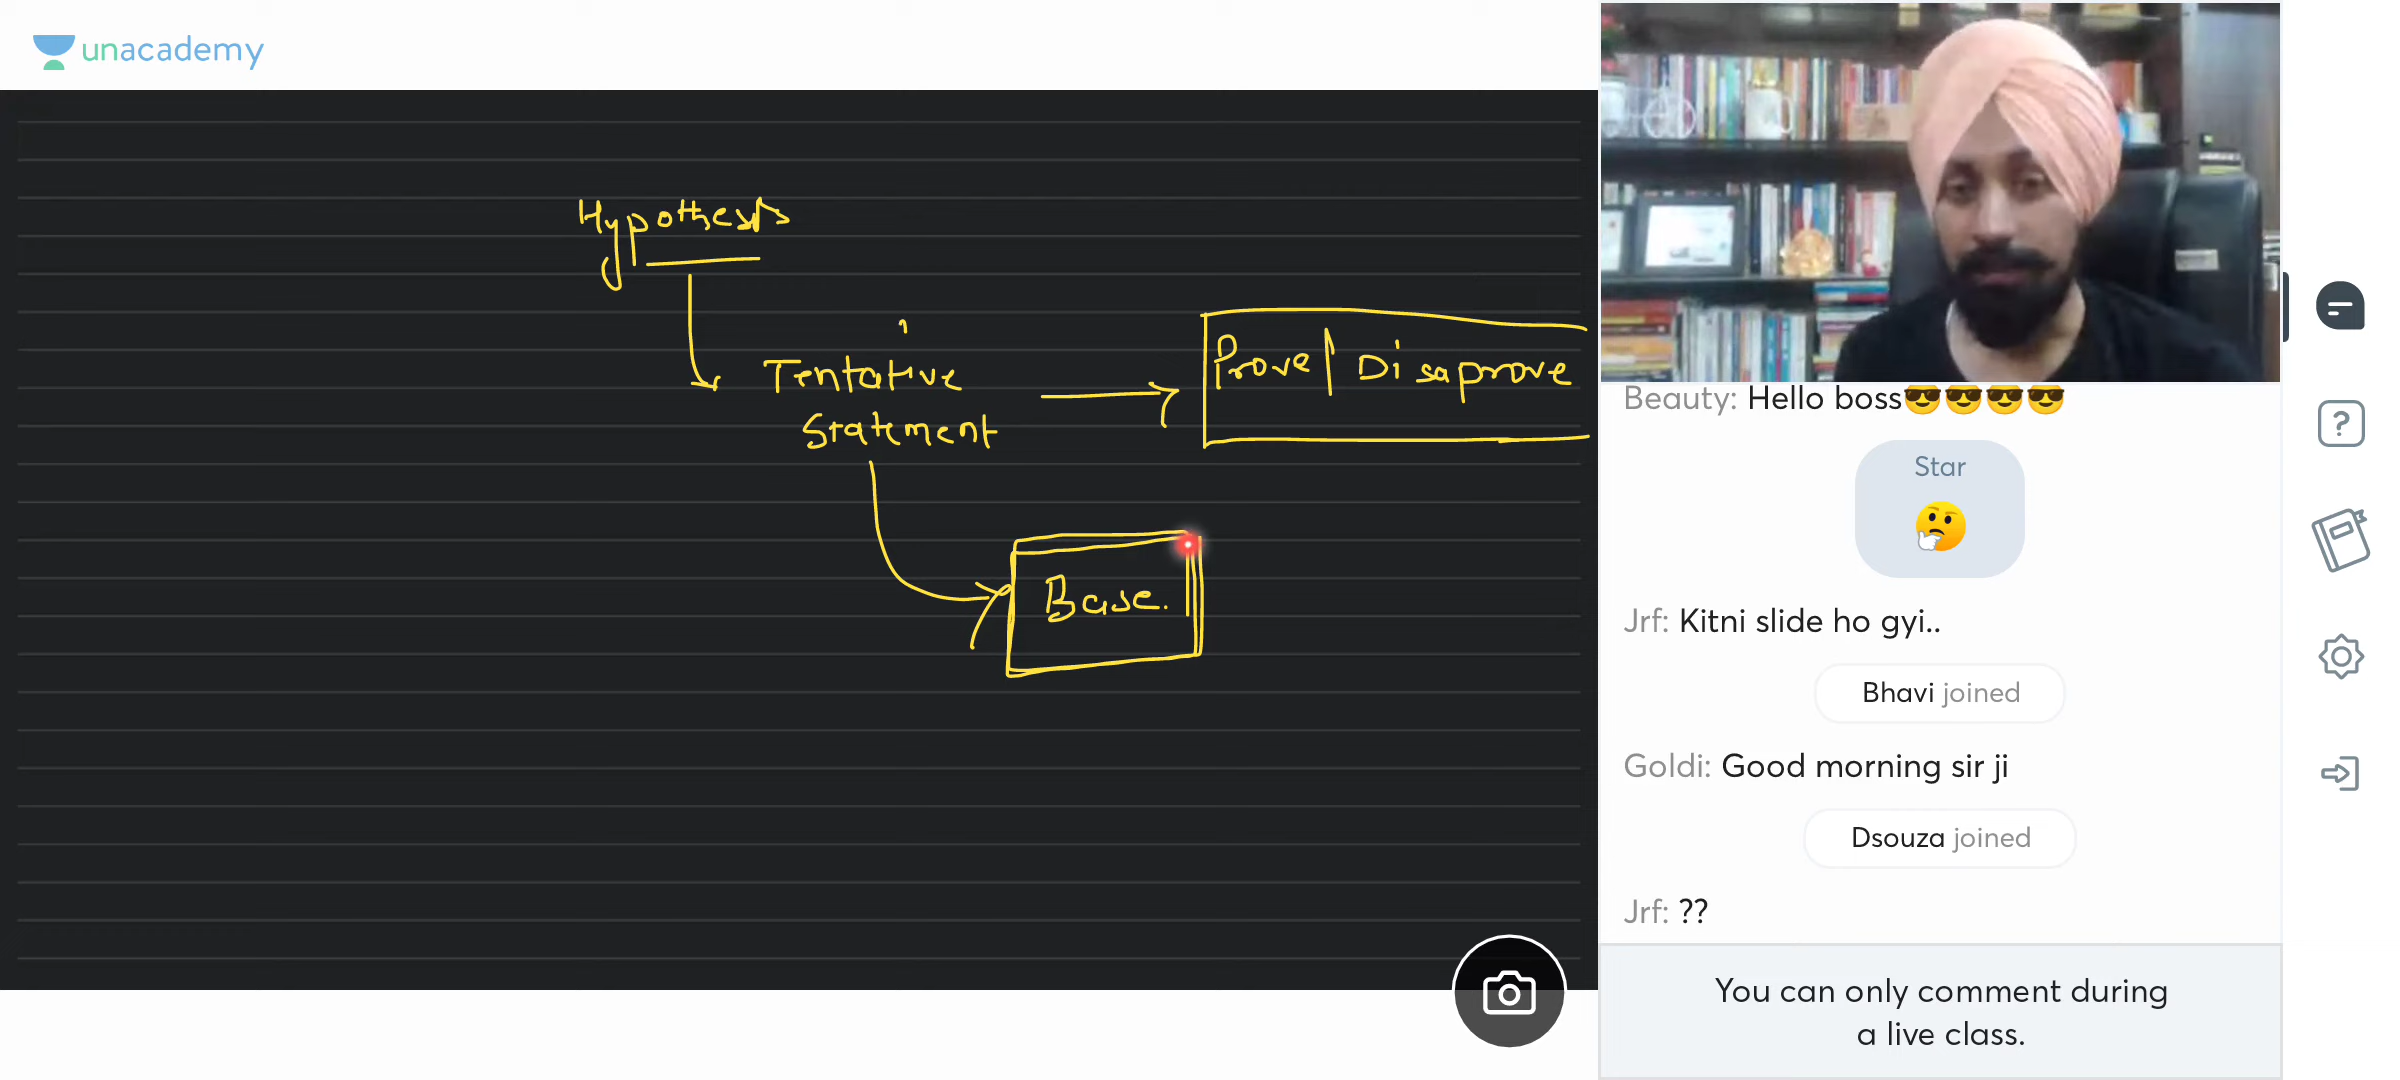 unacademy
Hypothesis
Tentative
Statement
Prove | Disaprove
Base.
Beauty: Hello boss😎😎😎😎
Star
🤔
Jrf: Kitni slide ho gyi..
Bhavi joined
Goldi: Good morning sir ji
Dsouza joined
Jrf: ??
You can only comment during
a live class.